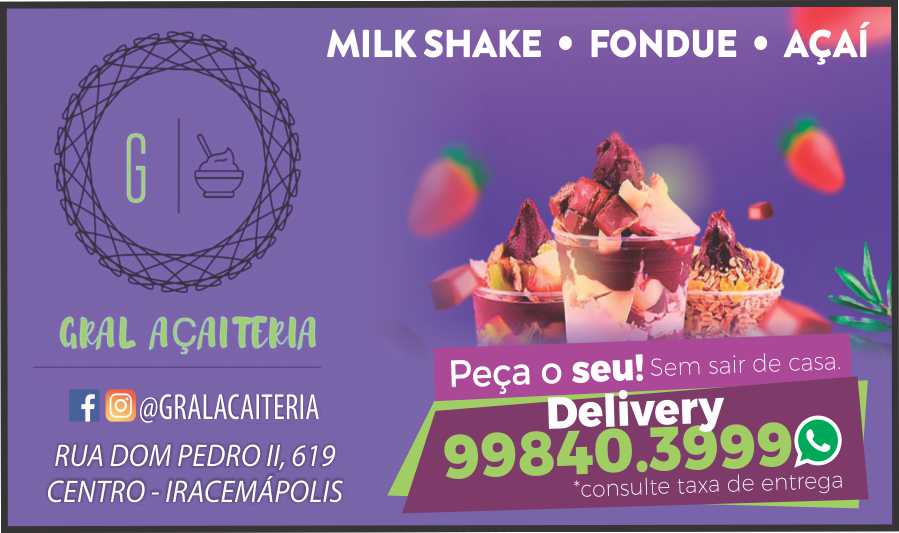 MILK SHAKE • FONDUE • AÇAÍ
G
GRAL AÇAITERIA
@GRALACAITERIA
RUA DOM PEDRO II, 619
CENTRO - IRACEMÁPOLIS
Peça o seu! Sem sair de casa.
Delivery
99840.3999
*consulte taxa de entrega